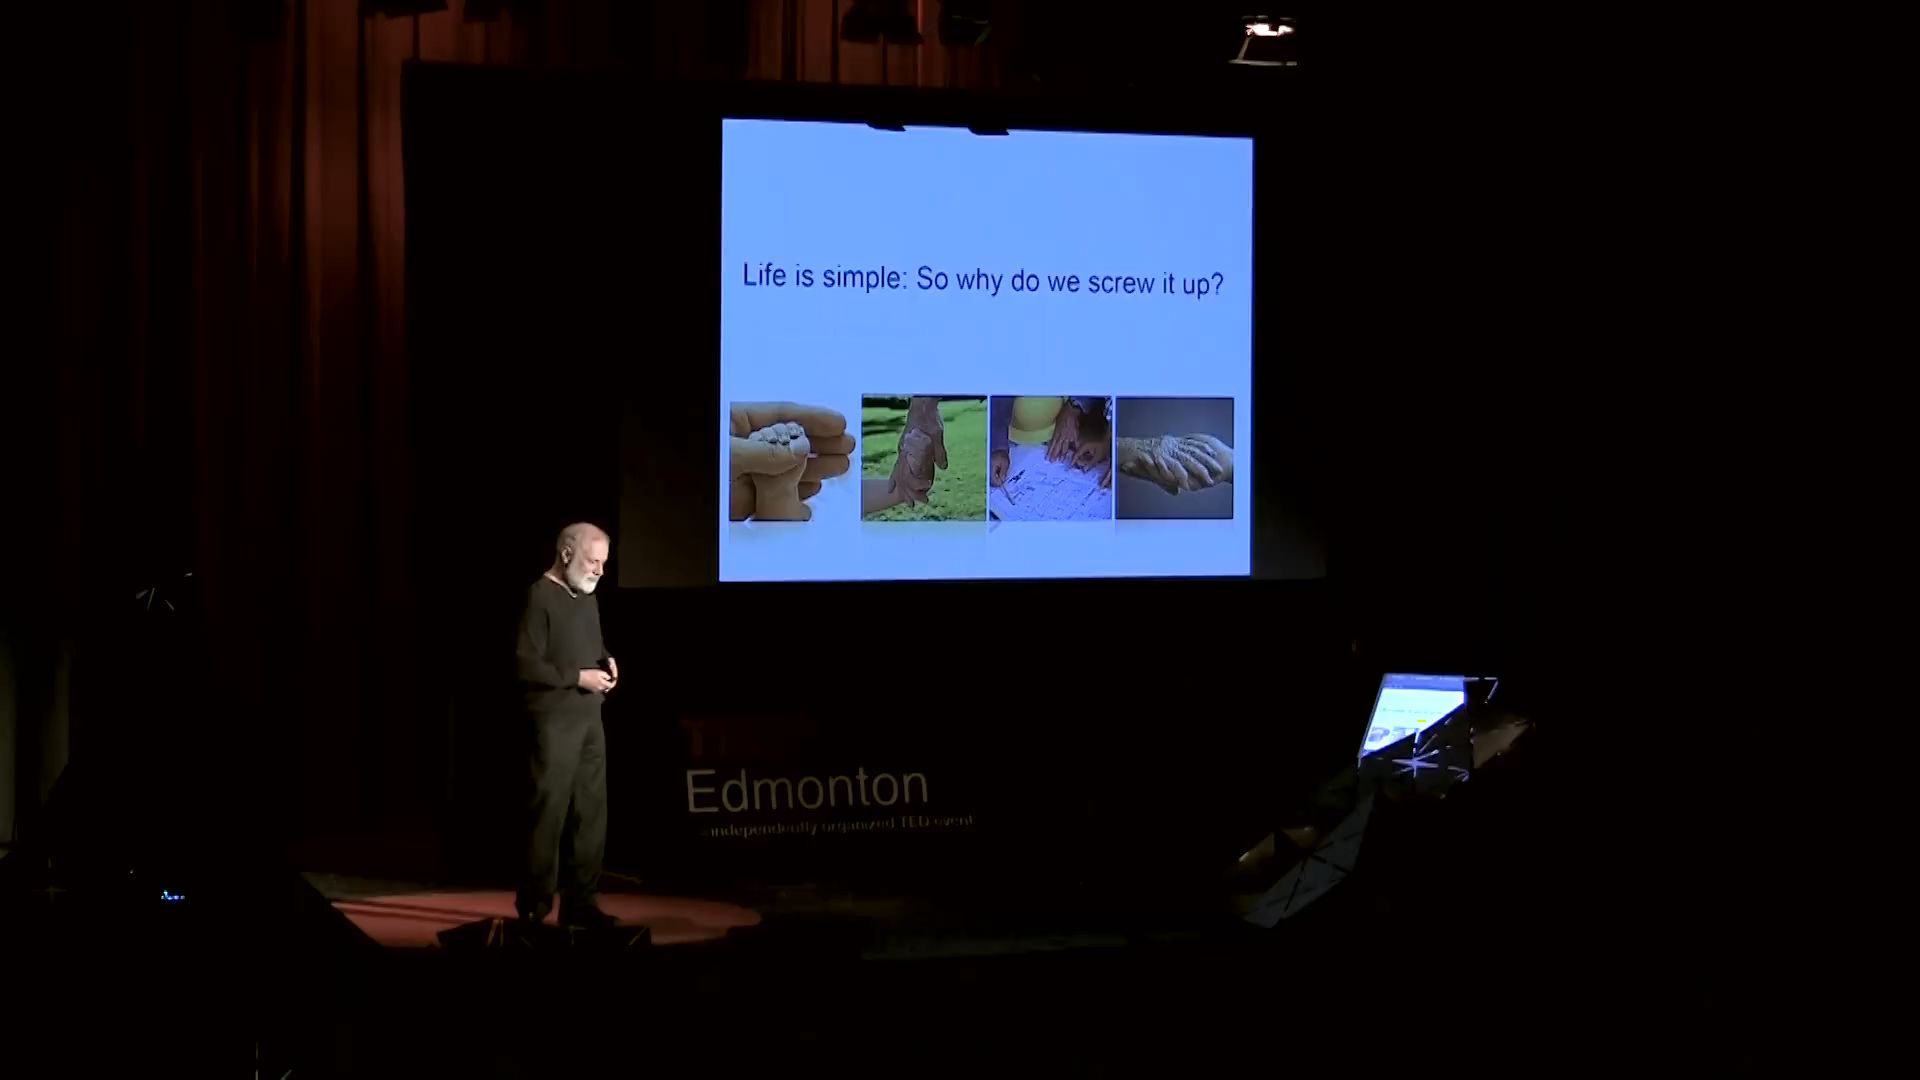 Life is simple: So why do we screw it up?
Edmonton
independently organized TED event